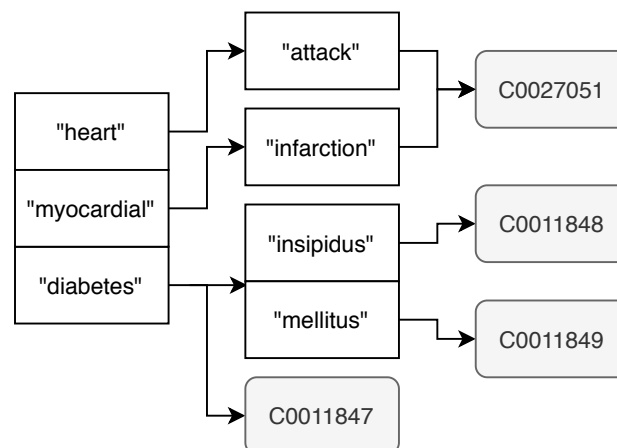 "heart"
"myocardial"
"diabetes"
"attack"
"infarction"
"insipidus"
"mellitus"
C0011847
C0027051
C0011848
C0011849